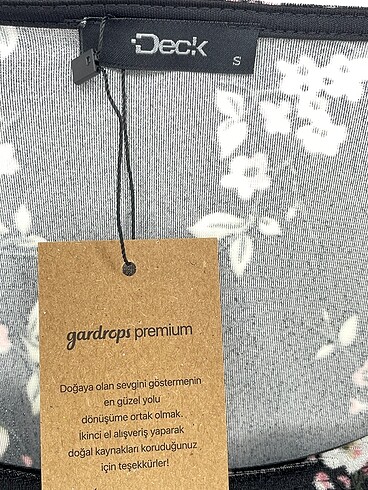 Deck
S
gardrops premium
Doğaya olan sevgini göstermenin
en güzel yolu
dönüşüme ortak olmak.
İkinci el alışveriş yaparak
doğal kaynakları koruduğunuz
için teşekkürler!